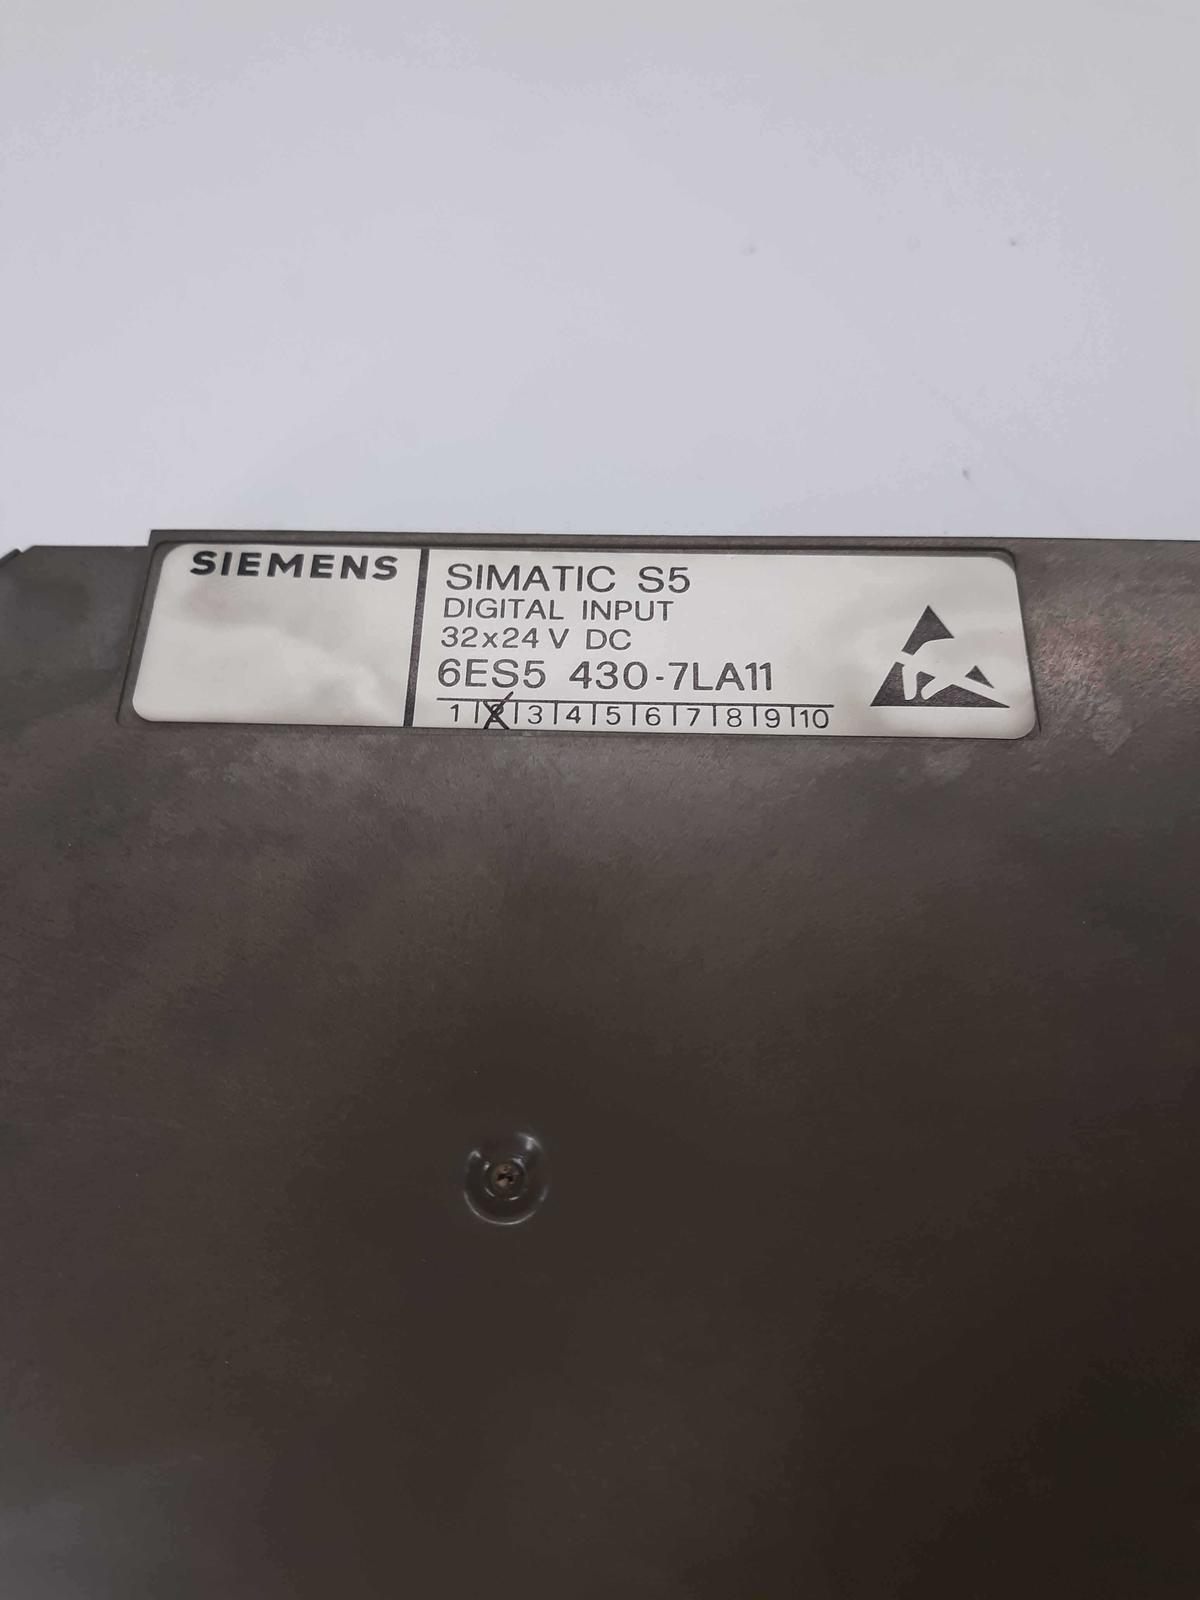 SIEMENS
SIMATIC S5
DIGITAL INPUT
32x24 V DC
6ES5 430-7LA11
1 2 3 4 5 6 7 8 9 10